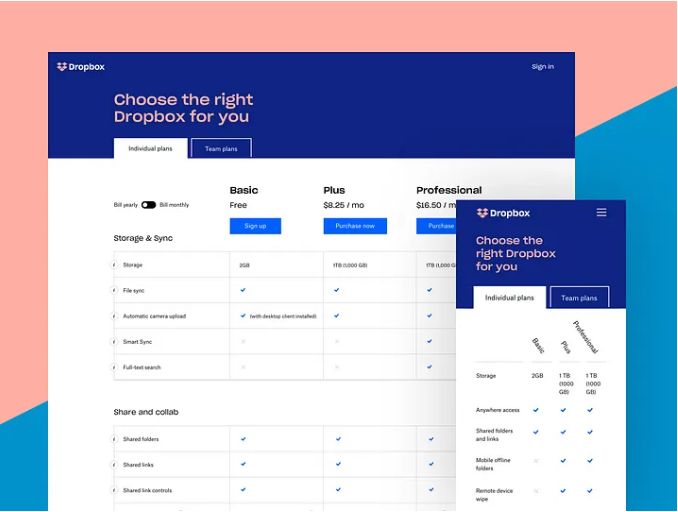 Dropbox
Sign in
Choose the right
Dropbox for you
Individual plans
Team plans
Basic
Plus
Professional
Bill yearly
Bill monthly
Free
$8.25 / mo
$16.50 / m
Sign up
Purchase now
Purchase
Storage & Sync
Storage
2GB
1TB (1,000 GB)
1TB (1,000 G
File sync
Automatic camera upload
(with desktop client installed)
Smart Sync
Full-text search
Share and collab
Shared folders
Shared links
Shared link controls
Dropbox
Choose the
right Dropbox
for you
Individual plans
Team plans
Basic
Plus
Professional
Storage
2GB
1 TB
(1000
GB)
1 TB
(1000
GB)
Anywhere access
Shared folders
and links
Mobile offline
folders
Remote device
wipe